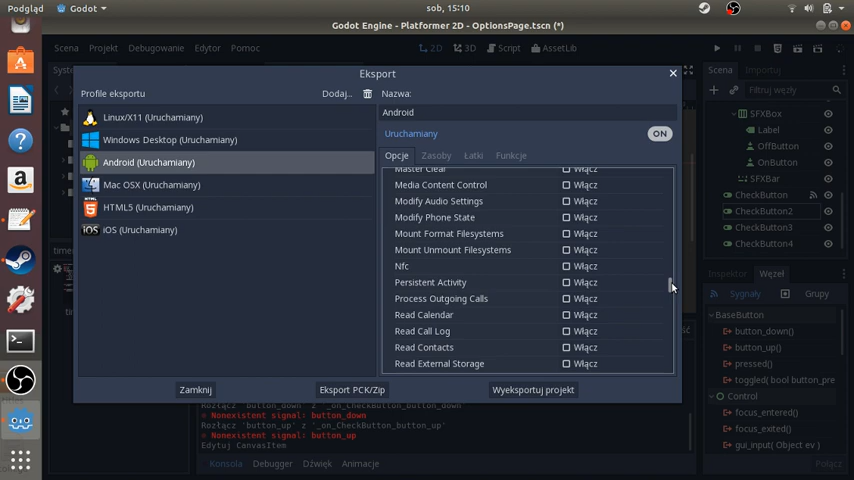 Podgląd
Godot Engine
sob, 15:10
Godot Engine - Platformer 2D - OptionsPage.tscn (*)
Scena Projekt Debugowanie Edytor Pomoc
2D 3D Script AssetLib
Eksport
Profile eksportu Dodaj... Nazwa:
Linux/X11 (Uruchamiany)
Windows Desktop (Uruchamiany)
Android (Uruchamiany)
Mac OSX (Uruchamiany)
HTML5 (Uruchamiany)
iOS (Uruchamiany)
Android
Uruchamiany ON
Opcje Zasoby Łatki Funkcje
Master Clear Włącz
Media Content Control Włącz
Modify Audio Settings Włącz
Modify Phone State Włącz
Mount Format Filesystems Włącz
Mount Unmount Filesystems Włącz
Nfc Włącz
Persistent Activity Włącz
Process Outgoing Calls Włącz
Read Calendar Włącz
Read Call Log Włącz
Read Contacts Włącz
Read External Storage Włącz
Zamknij Eksport PCK/Zip Wyeksportuj projekt
Scena Importuj
Filtruj węzły
SFXBox
Label
OffButton
OnButton
SFXBar
CheckButton
CheckButton2
CheckButton3
CheckButton4
Inspektor Węzeł
Sygnały Grupy
BaseButton
button_down()
button_up()
pressed()
toggled( bool button_pre
Control
focus_entered()
focus_exited()
gui_input( Object ev )
Połącz
Rozłącz 'button_down' z '_on_CheckButton_button_down'
Nonexistent signal: button_down
Rozłącz 'button_up' z '_on_CheckButton_button_up'
Nonexistent signal: button_up
Edytuj CanvasItem
Konsola Debugger Dźwięk Animacje